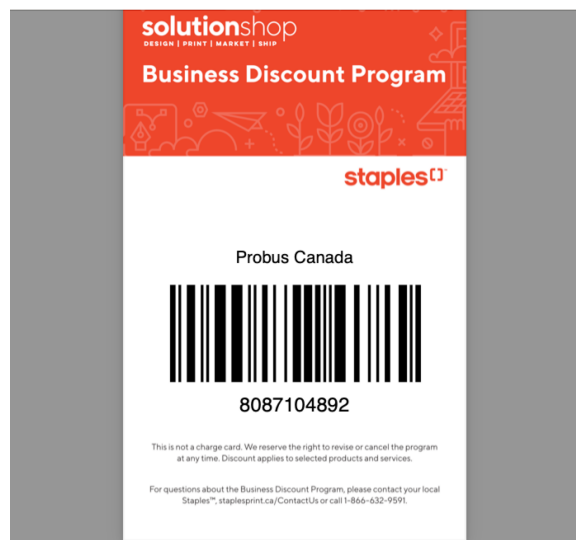 solutionshop
DESIGN | PRINT | MARKET | SHIP
Business Discount Program
staples™
Probus Canada
8087104892
This is not a charge card. We reserve the right to revise or cancel the program
at any time. Discount applies to selected products and services.
For questions about the Business Discount Program, please contact your local
Staples™, staplesprint.ca/ContactUs or call 1-866-632-9591.